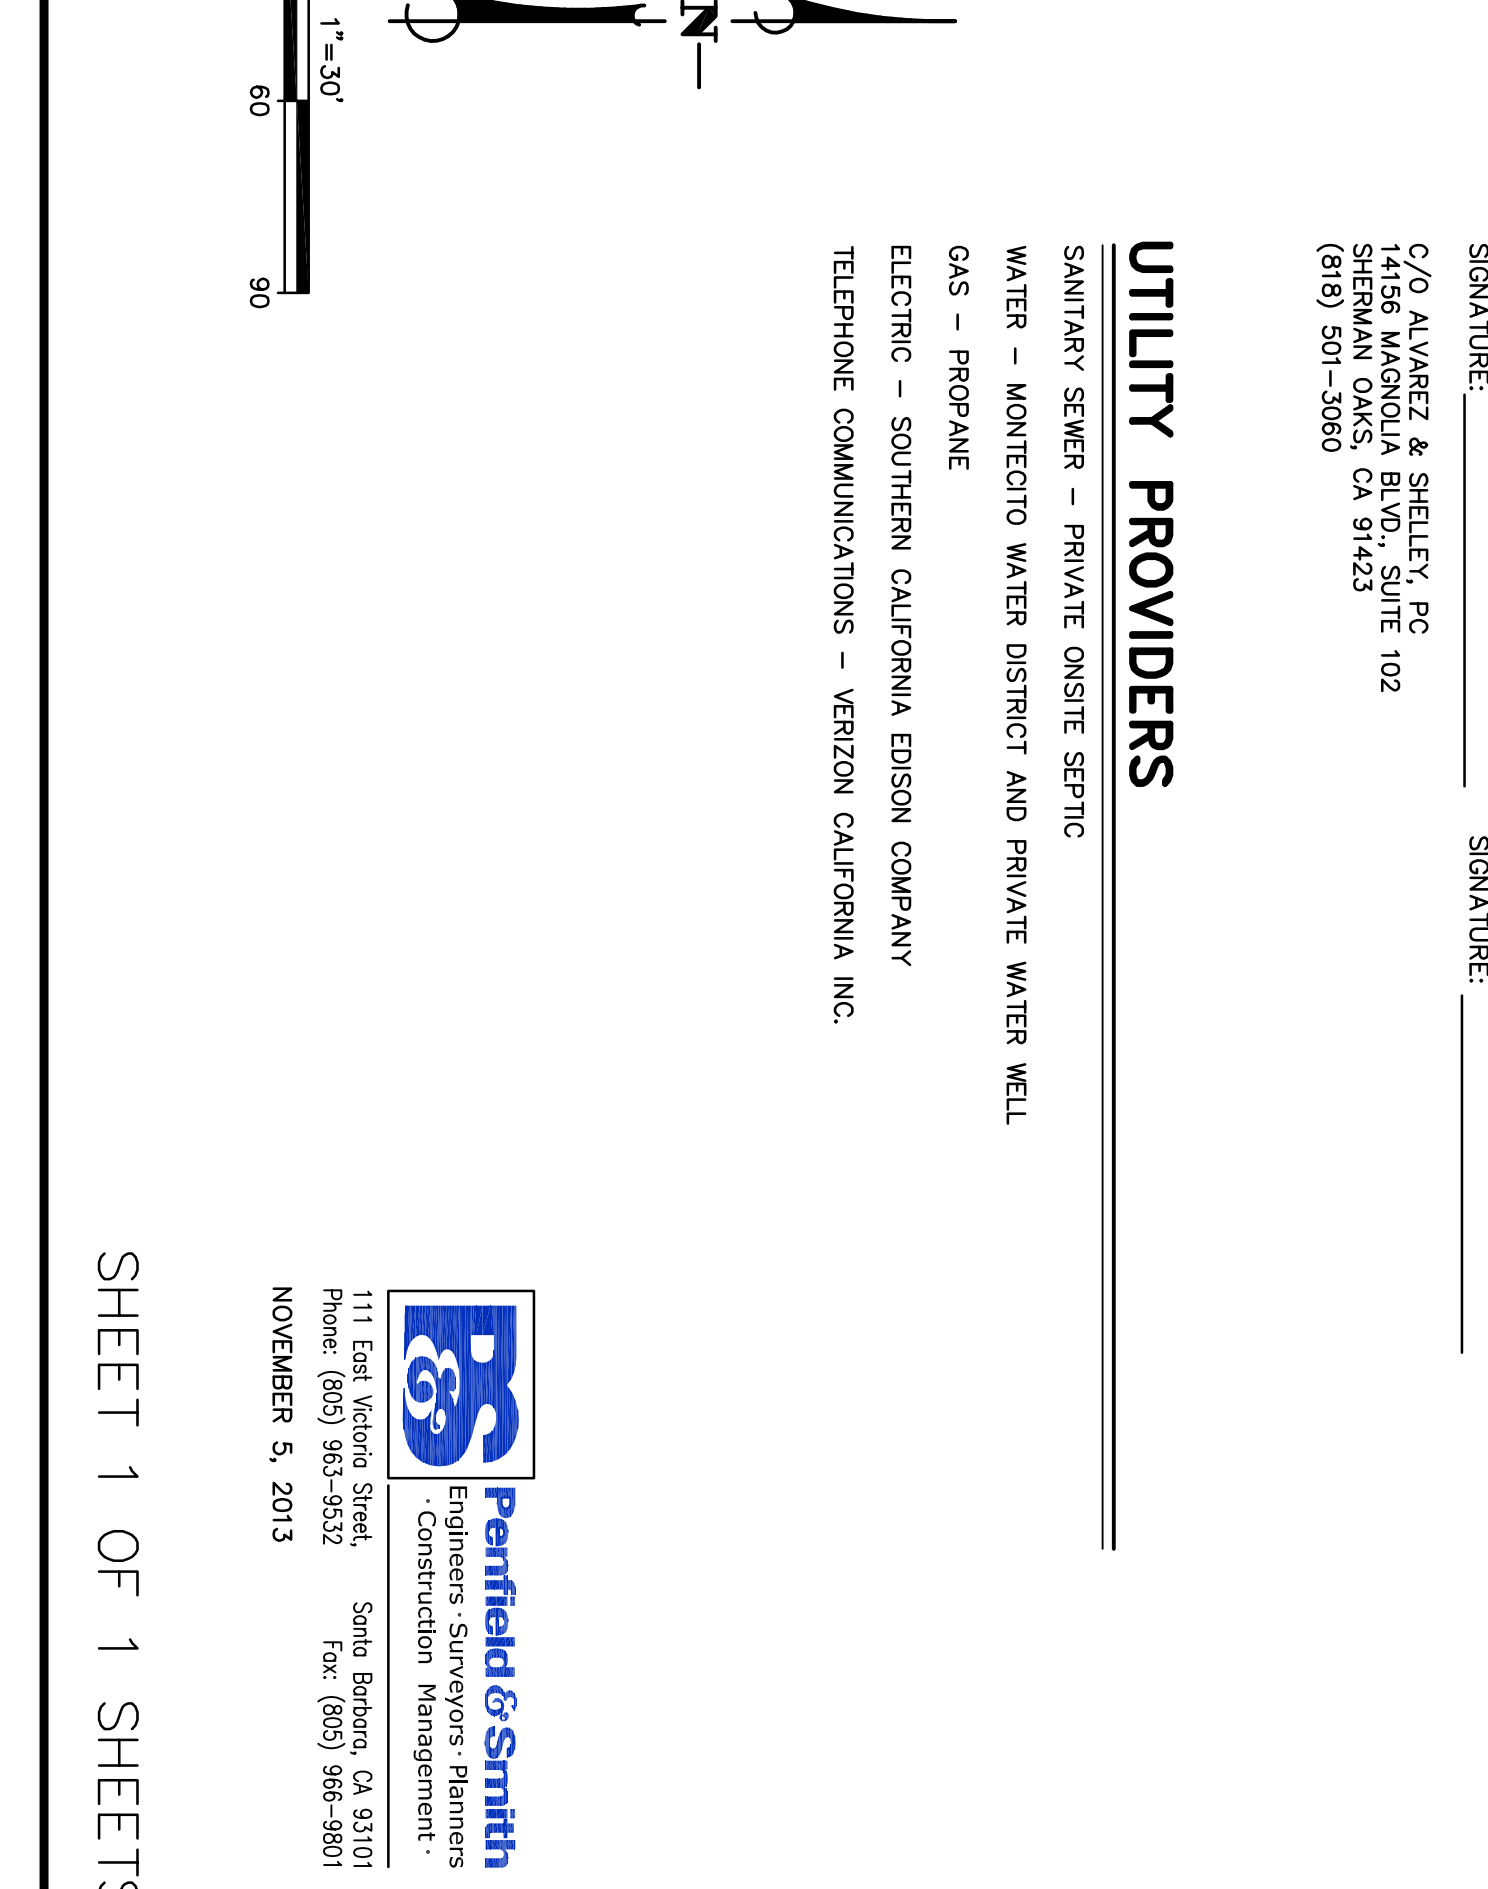 SIGNATURE: SIGNATURE:
C/O ALVAREZ & SHELLEY, PC
14156 MAGNOLIA BLVD., SUITE 102
SHERMAN OAKS, CA 91423
(818) 501-3060
UTILITY PROVIDERS
SANITARY SEWER - PRIVATE ONSITE SEPTIC
WATER - MONTECITO WATER DISTRICT AND PRIVATE WATER WELL
GAS - PROPANE
ELECTRIC - SOUTHERN CALIFORNIA EDISON COMPANY
TELEPHONE COMMUNICATIONS - VERIZON CALIFORNIA INC.
N
1"=30'
60 90
P&S
Penfield & Smith
Engineers · Surveyors · Planners
· Construction Management ·
111 East Victoria Street, Santa Barbara, CA 93101
Phone: (805) 963-9532 Fax: (805) 966-9801
NOVEMBER 5, 2013
SHEET 1 OF 1 SHEETS